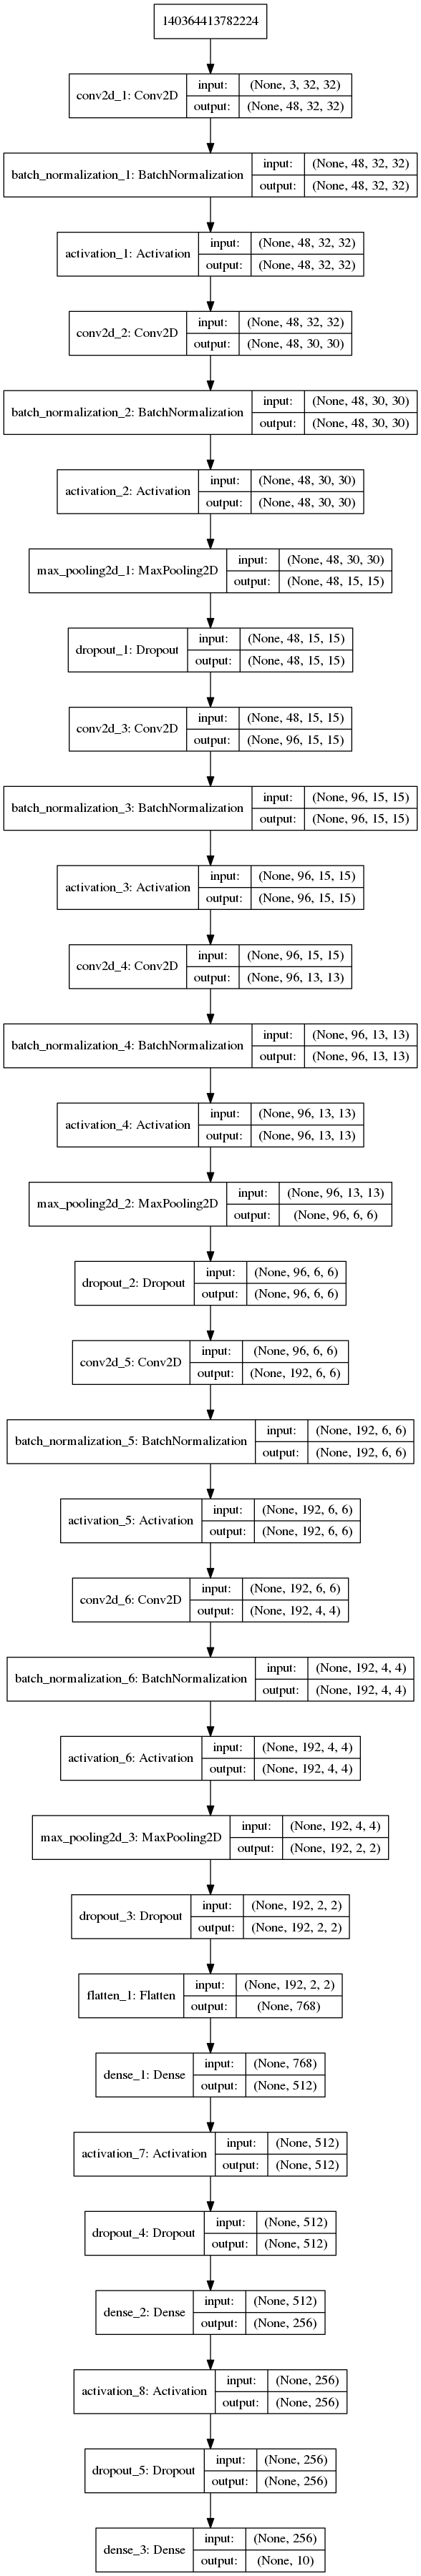 140364413782224
conv2d_1: Conv2D
input: (None, 3, 32, 32)
output: (None, 48, 32, 32)
batch_normalization_1: BatchNormalization
input: (None, 48, 32, 32)
output: (None, 48, 32, 32)
activation_1: Activation
input: (None, 48, 32, 32)
output: (None, 48, 32, 32)
conv2d_2: Conv2D
input: (None, 48, 32, 32)
output: (None, 48, 30, 30)
batch_normalization_2: BatchNormalization
input: (None, 48, 30, 30)
output: (None, 48, 30, 30)
activation_2: Activation
input: (None, 48, 30, 30)
output: (None, 48, 30, 30)
max_pooling2d_1: MaxPooling2D
input: (None, 48, 30, 30)
output: (None, 48, 15, 15)
dropout_1: Dropout
input: (None, 48, 15, 15)
output: (None, 48, 15, 15)
conv2d_3: Conv2D
input: (None, 48, 15, 15)
output: (None, 96, 15, 15)
batch_normalization_3: BatchNormalization
input: (None, 96, 15, 15)
output: (None, 96, 15, 15)
activation_3: Activation
input: (None, 96, 15, 15)
output: (None, 96, 15, 15)
conv2d_4: Conv2D
input: (None, 96, 15, 15)
output: (None, 96, 13, 13)
batch_normalization_4: BatchNormalization
input: (None, 96, 13, 13)
output: (None, 96, 13, 13)
activation_4: Activation
input: (None, 96, 13, 13)
output: (None, 96, 13, 13)
max_pooling2d_2: MaxPooling2D
input: (None, 96, 13, 13)
output: (None, 96, 6, 6)
dropout_2: Dropout
input: (None, 96, 6, 6)
output: (None, 96, 6, 6)
conv2d_5: Conv2D
input: (None, 96, 6, 6)
output: (None, 192, 6, 6)
batch_normalization_5: BatchNormalization
input: (None, 192, 6, 6)
output: (None, 192, 6, 6)
activation_5: Activation
input: (None, 192, 6, 6)
output: (None, 192, 6, 6)
conv2d_6: Conv2D
input: (None, 192, 6, 6)
output: (None, 192, 4, 4)
batch_normalization_6: BatchNormalization
input: (None, 192, 4, 4)
output: (None, 192, 4, 4)
activation_6: Activation
input: (None, 192, 4, 4)
output: (None, 192, 4, 4)
max_pooling2d_3: MaxPooling2D
input: (None, 192, 4, 4)
output: (None, 192, 2, 2)
dropout_3: Dropout
input: (None, 192, 2, 2)
output: (None, 192, 2, 2)
flatten_1: Flatten
input: (None, 192, 2, 2)
output: (None, 768)
dense_1: Dense
input: (None, 768)
output: (None, 512)
activation_7: Activation
input: (None, 512)
output: (None, 512)
dropout_4: Dropout
input: (None, 512)
output: (None, 512)
dense_2: Dense
input: (None, 512)
output: (None, 256)
activation_8: Activation
input: (None, 256)
output: (None, 256)
dropout_5: Dropout
input: (None, 256)
output: (None, 256)
dense_3: Dense
input: (None, 256)
output: (None, 10)